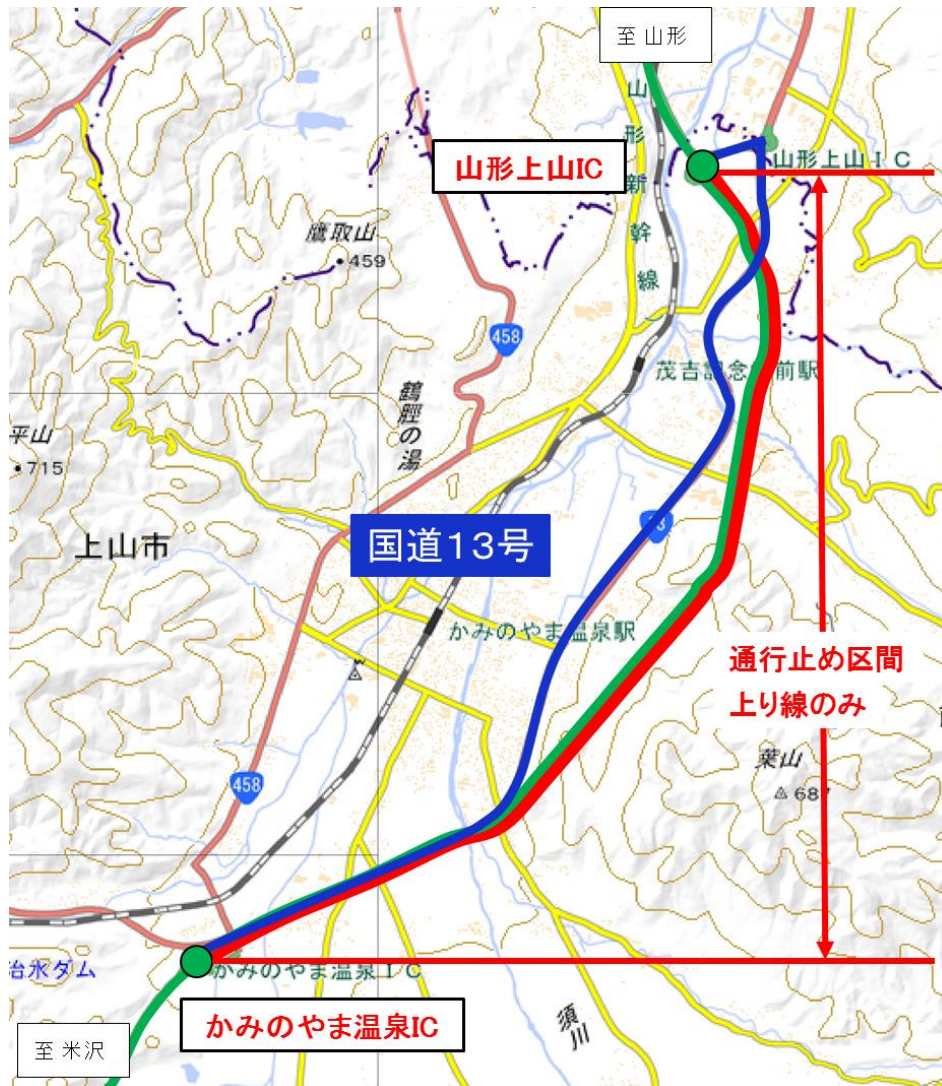 至 山形
山形新幹線
山形上山IC
山形上山ＩＣ
鷹取山
459
458
茂吉記念館前駅
鶴脛の湯
平山
715
上山市
国道13号
かみのやま温泉駅
通行止め区間
上り線のみ
葉山
687
458
治水ダム
かみのやま温泉ＩＣ
かみのやま温泉IC
須川
至 米沢